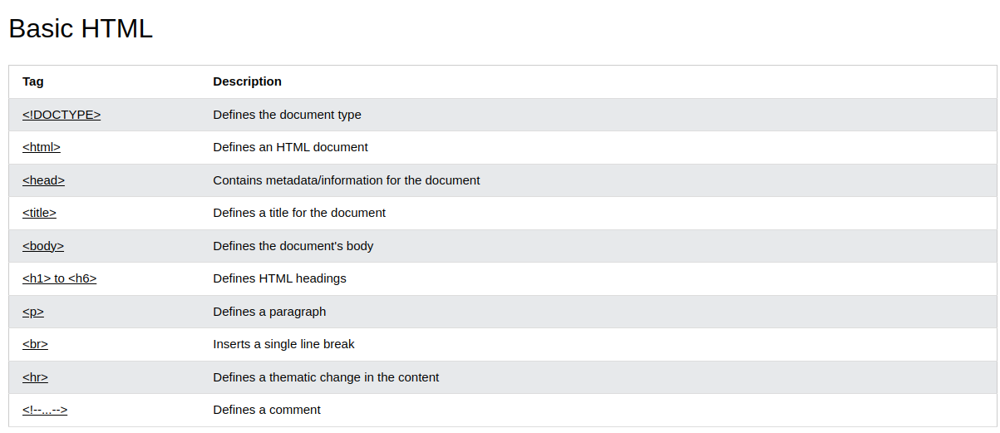 Basic HTML
Tag Description
<!DOCTYPE> Defines the document type
<html> Defines an HTML document
<head> Contains metadata/information for the document
<title> Defines a title for the document
<body> Defines the document's body
<h1> to <h6> Defines HTML headings
<p> Defines a paragraph
<br> Inserts a single line break
<hr> Defines a thematic change in the content
<!--...--> Defines a comment